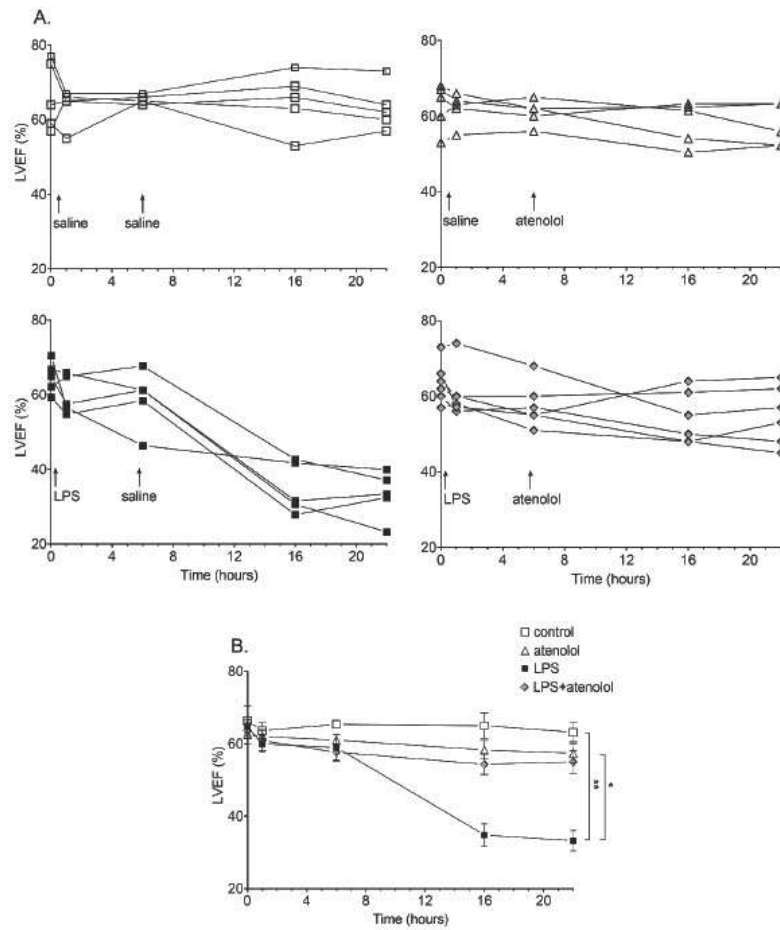 A.
80
60
40
20
LVEF (%)
saline
saline
0 4 8 12 16 20
80
60
40
20
LVEF (%)
saline
atenolol
0 4 8 12 16 20
80
60
40
20
LVEF (%)
LPS
saline
0 4 8 12 16 20
Time (hours)
80
60
40
20
LVEF (%)
LPS
atenolol
0 4 8 12 16 20
Time (hours)
B.
control
atenolol
LPS
LPS+atenolol
80
60
40
20
LVEF (%)
**
*
0 4 8 12 16 20
Time (hours)